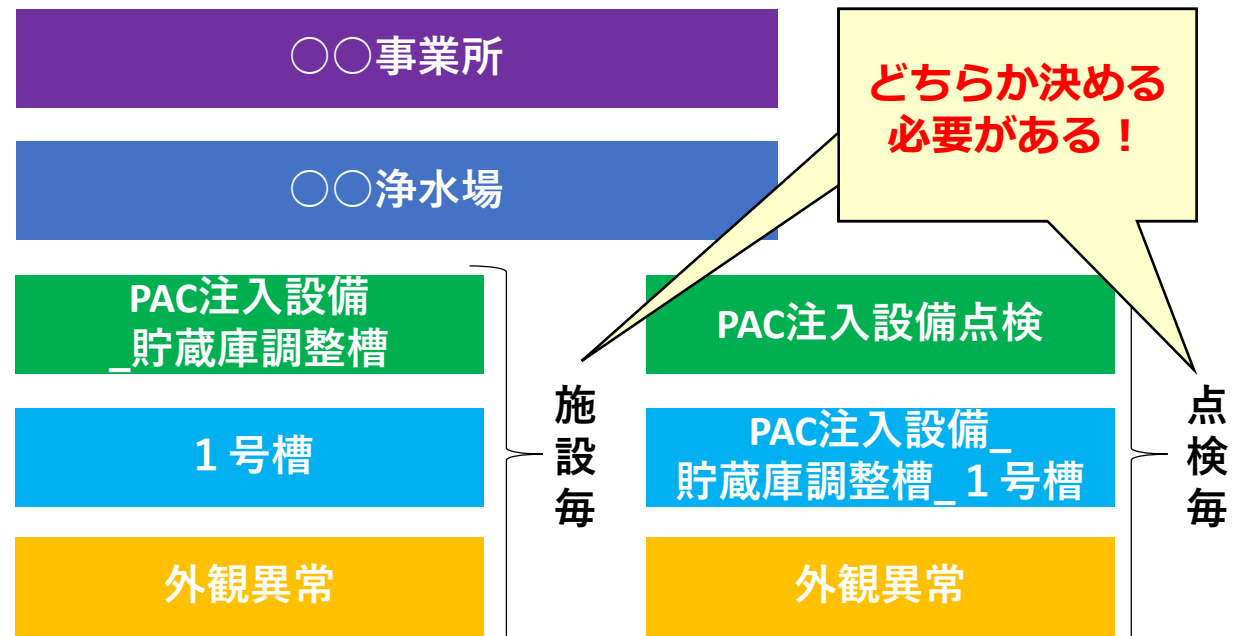 ○○事業所
どちらか決める
必要がある！
○○浄水場
PAC注入設備
_貯蔵庫調整槽
１号槽
外観異常
施
設
毎
PAC注入設備点検
PAC注入設備_
貯蔵庫調整槽_１号槽
外観異常
点
検
毎